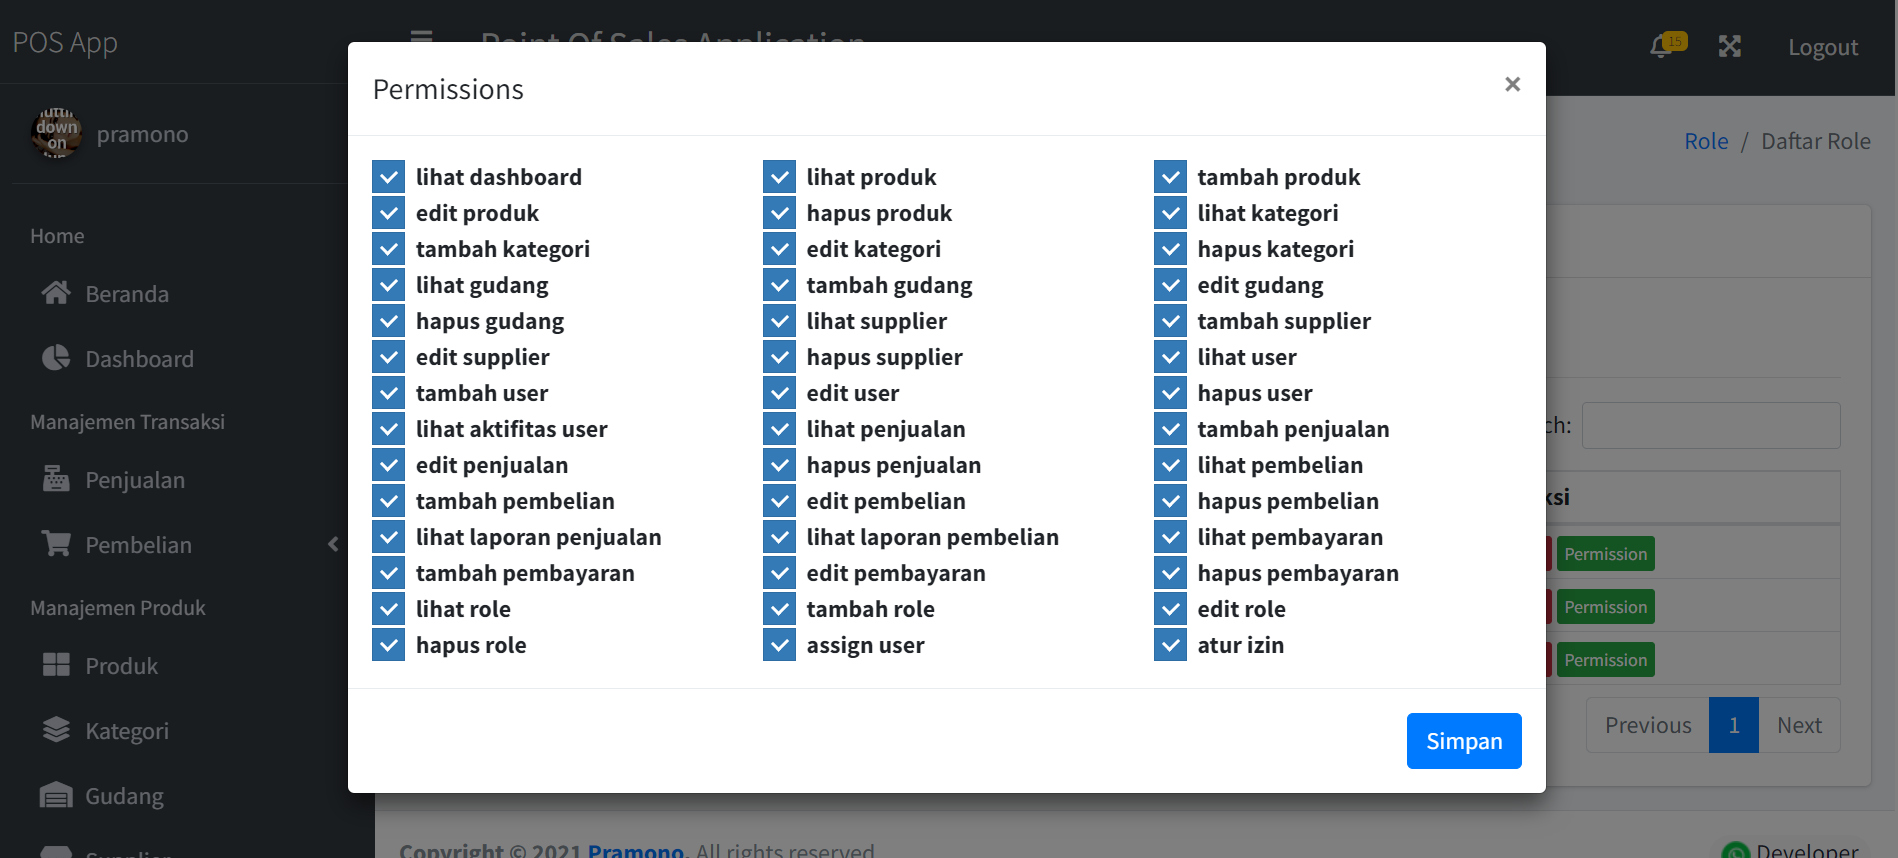 POS App
Point Of Sales Application
15
Logout
down
on
pramono
Role / Daftar Role
Home
Beranda
Dashboard
Manajemen Transaksi
Penjualan
Pembelian
Manajemen Produk
Produk
Kategori
Gudang
Supplier
Permissions
×
lihat dashboard
lihat produk
tambah produk
edit produk
hapus produk
lihat kategori
tambah kategori
edit kategori
hapus kategori
lihat gudang
tambah gudang
edit gudang
hapus gudang
lihat supplier
tambah supplier
edit supplier
hapus supplier
lihat user
tambah user
edit user
hapus user
lihat aktifitas user
lihat penjualan
tambah penjualan
edit penjualan
hapus penjualan
lihat pembelian
tambah pembelian
edit pembelian
hapus pembelian
lihat laporan penjualan
lihat laporan pembelian
lihat pembayaran
tambah pembayaran
edit pembayaran
hapus pembayaran
lihat role
tambah role
edit role
hapus role
assign user
atur izin
Simpan
ch:
ksi
Permission
Permission
Permission
Previous 1 Next
Copyright © 2021 Pramono. All rights reserved
Developer